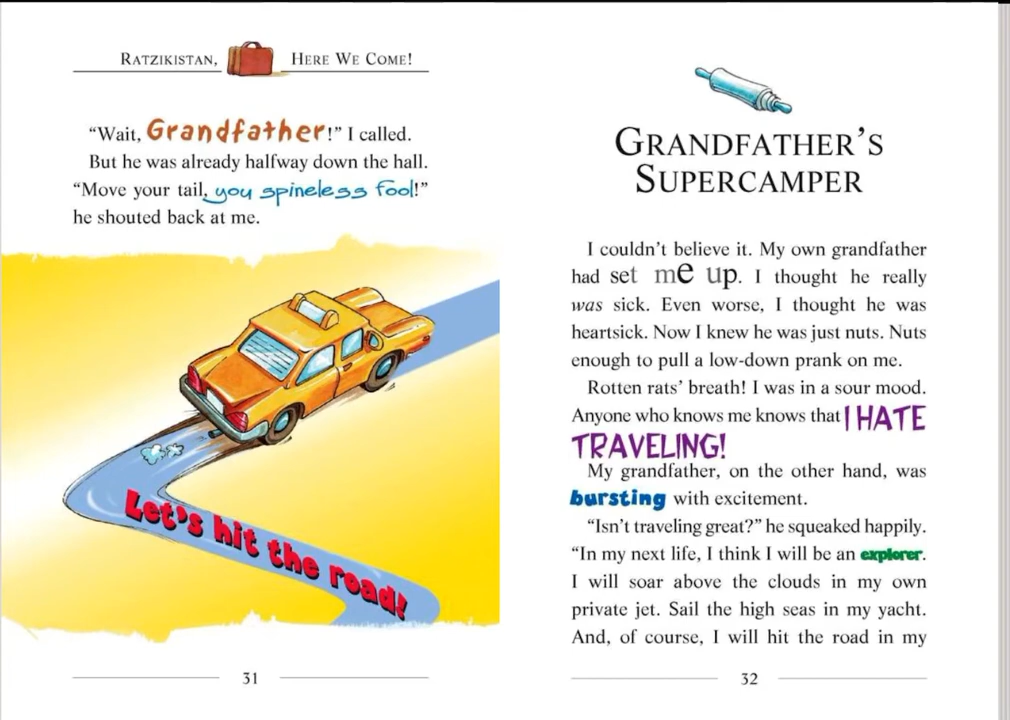 RATZIKISTAN, HERE WE COME!
“Wait, Grandfather!” I called.
But he was already halfway down the hall.
“Move your tail, you spineless fool!”
he shouted back at me.
Let's hit the road!
31
GRANDFATHER’S
SUPERCAMPER
I couldn’t believe it. My own grandfather
had set me up. I thought he really
was sick. Even worse, I thought he was
heartsick. Now I knew he was just nuts. Nuts
enough to pull a low-down prank on me.
Rotten rats’ breath! I was in a sour mood.
Anyone who knows me knows that I HATE
TRAVELING!
My grandfather, on the other hand, was
bursting with excitement.
“Isn’t traveling great?” he squeaked happily.
“In my next life, I think I will be an explorer.
I will soar above the clouds in my own
private jet. Sail the high seas in my yacht.
And, of course, I will hit the road in my
32